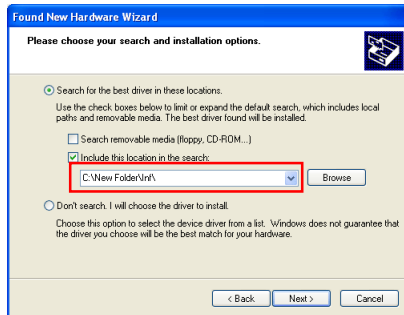 Found New Hardware Wizard
Please choose your search and installation options.
Search for the best driver in these locations.
Use the check boxes below to limit or expand the default search, which includes local
paths and removable media. The best driver found will be installed.
Search removable media (floppy, CD-ROM...)
Include this location in the search:
C:\New Folder\Inf\
Browse
Don't search. I will choose the driver to install.
Choose this option to select the device driver from a list. Windows does not guarantee that
the driver you choose will be the best match for your hardware.
< Back
Next >
Cancel